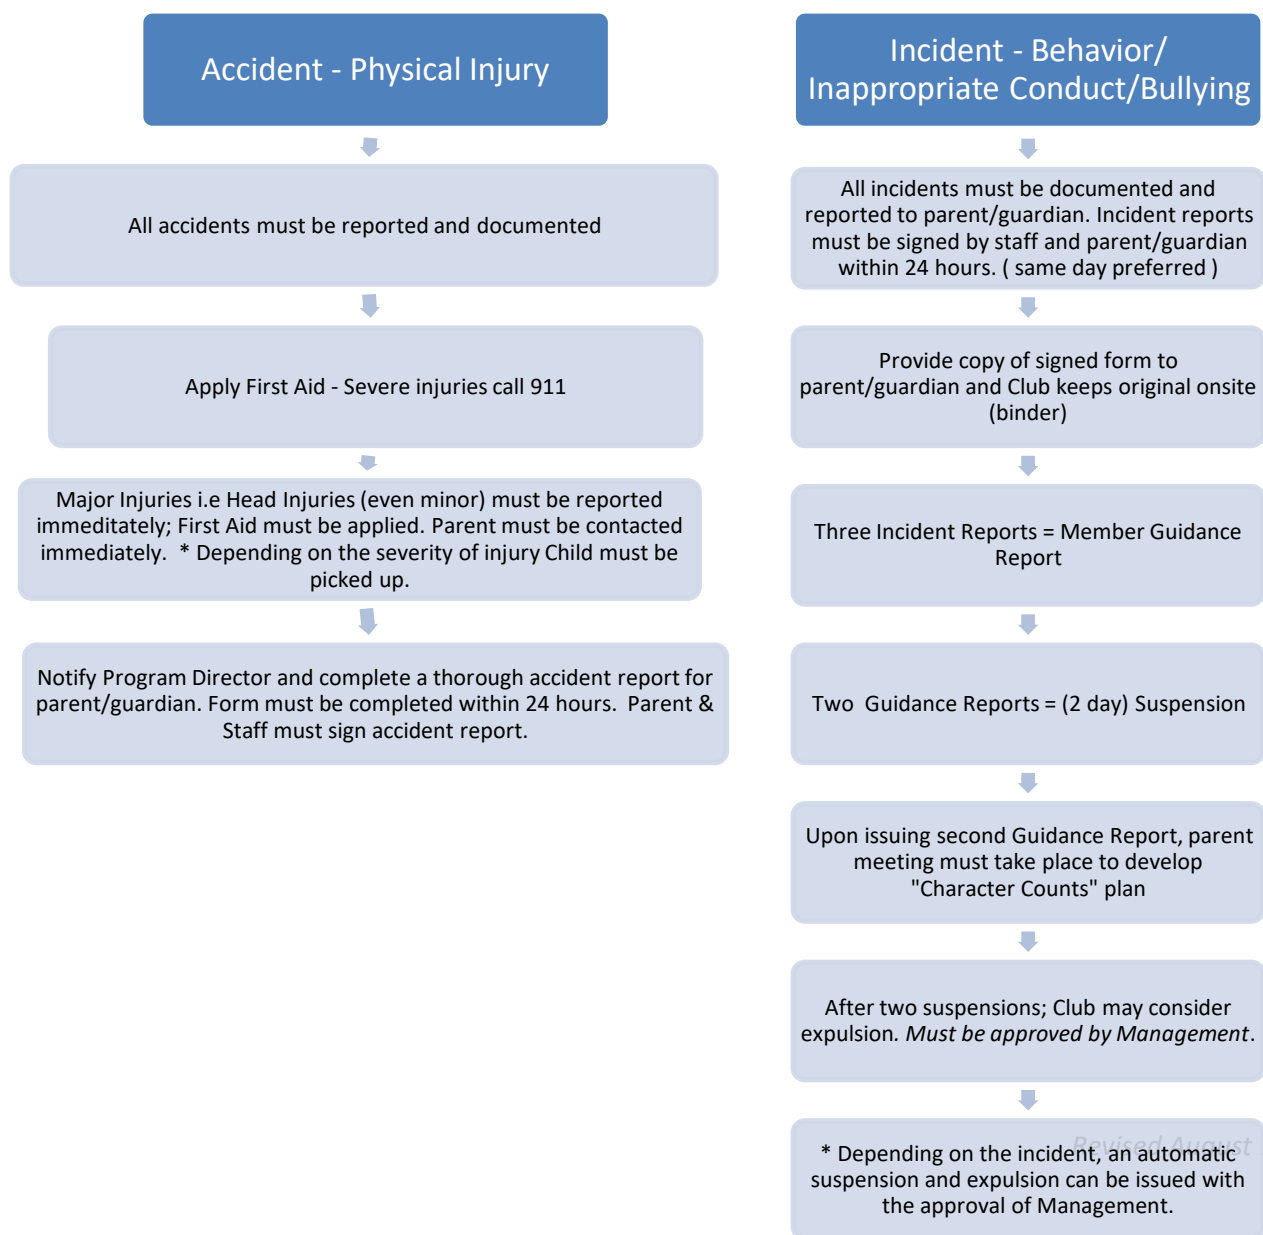 Accident - Physical Injury
All accidents must be reported and documented
Apply First Aid - Severe injuries call 911
Major Injuries i.e Head Injuries (even minor) must be reported
immeditately; First Aid must be applied. Parent must be contacted
immediately.  * Depending on the severity of injury Child must be
picked up.
Notify Program Director and complete a thorough accident report for
parent/guardian. Form must be completed within 24 hours.  Parent &
Staff must sign accident report.
Incident - Behavior/
Inappropriate Conduct/Bullying
All incidents must be documented and
reported to parent/guardian. Incident reports
must be signed by staff and parent/guardian
within 24 hours. ( same day preferred )
Provide copy of signed form to
parent/guardian and Club keeps original onsite
(binder)
Three Incident Reports = Member Guidance
Report
Two  Guidance Reports = (2 day) Suspension
Upon issuing second Guidance Report, parent
meeting must take place to develop
"Character Counts" plan
After two suspensions; Club may consider
expulsion. Must be approved by Management.
Revised August
* Depending on the incident, an automatic
suspension and expulsion can be issued with
the approval of Management.